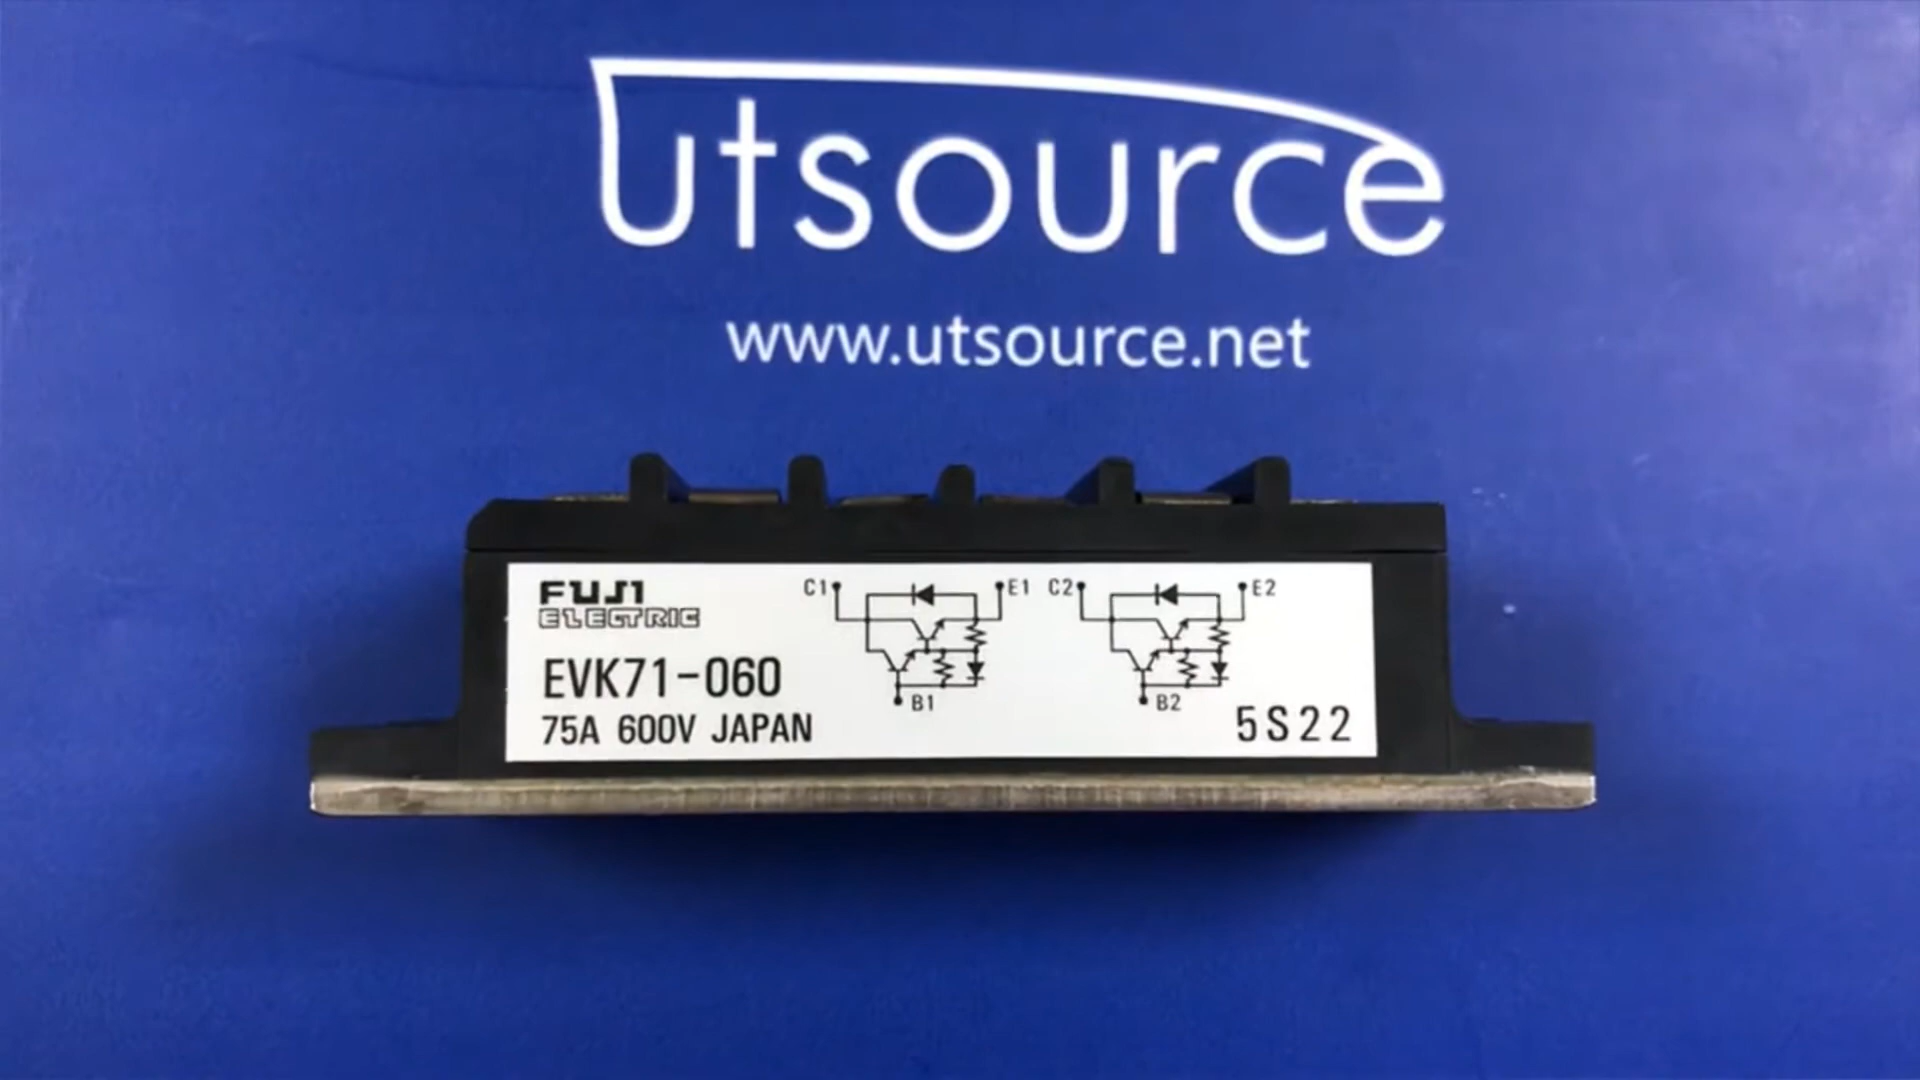 utsource
www.utsource.net
FUJI
ELECTRIC
EVK71-060
75A 600V JAPAN
C1 E1 C2 E2
B1 B2
5S22